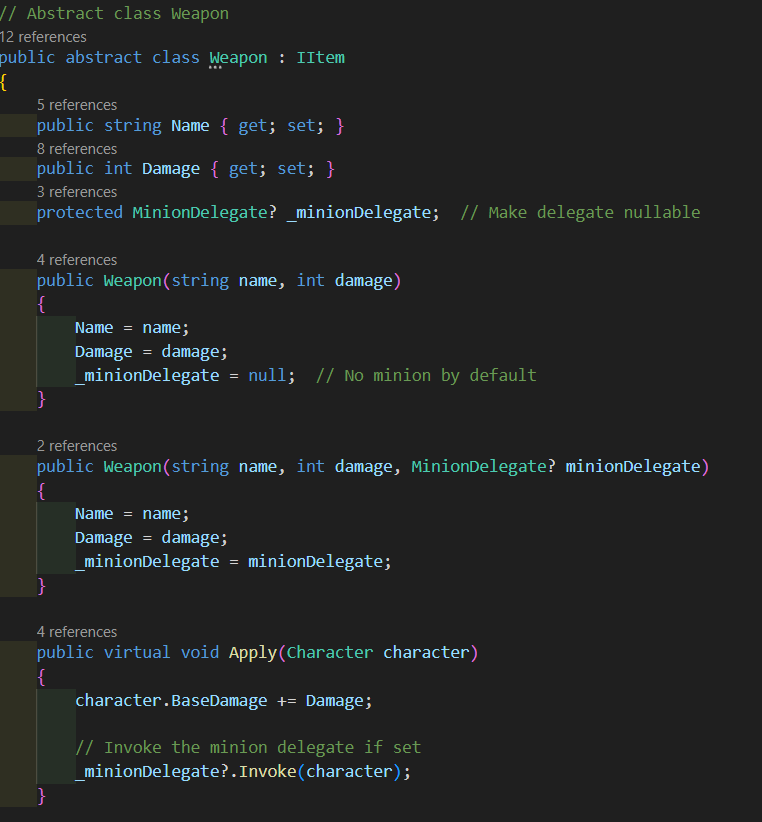 // Abstract class Weapon
12 references
public abstract class Weapon : IItem
{
5 references
public string Name { get; set; }
8 references
public int Damage { get; set; }
3 references
protected MinionDelegate? _minionDelegate;  // Make delegate nullable
4 references
public Weapon(string name, int damage)
{
Name = name;
Damage = damage;
_minionDelegate = null;  // No minion by default
}
2 references
public Weapon(string name, int damage, MinionDelegate? minionDelegate)
{
Name = name;
Damage = damage;
_minionDelegate = minionDelegate;
}
4 references
public virtual void Apply(Character character)
{
character.BaseDamage += Damage;
// Invoke the minion delegate if set
_minionDelegate?.Invoke(character);
}